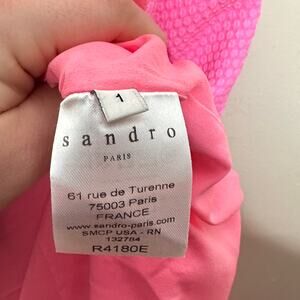 1
sandro
PARIS
61 rue de Turenne
75003 Paris
FRANCE
www.sandro-paris.com
SMCP USA - RN
132784
R4180E